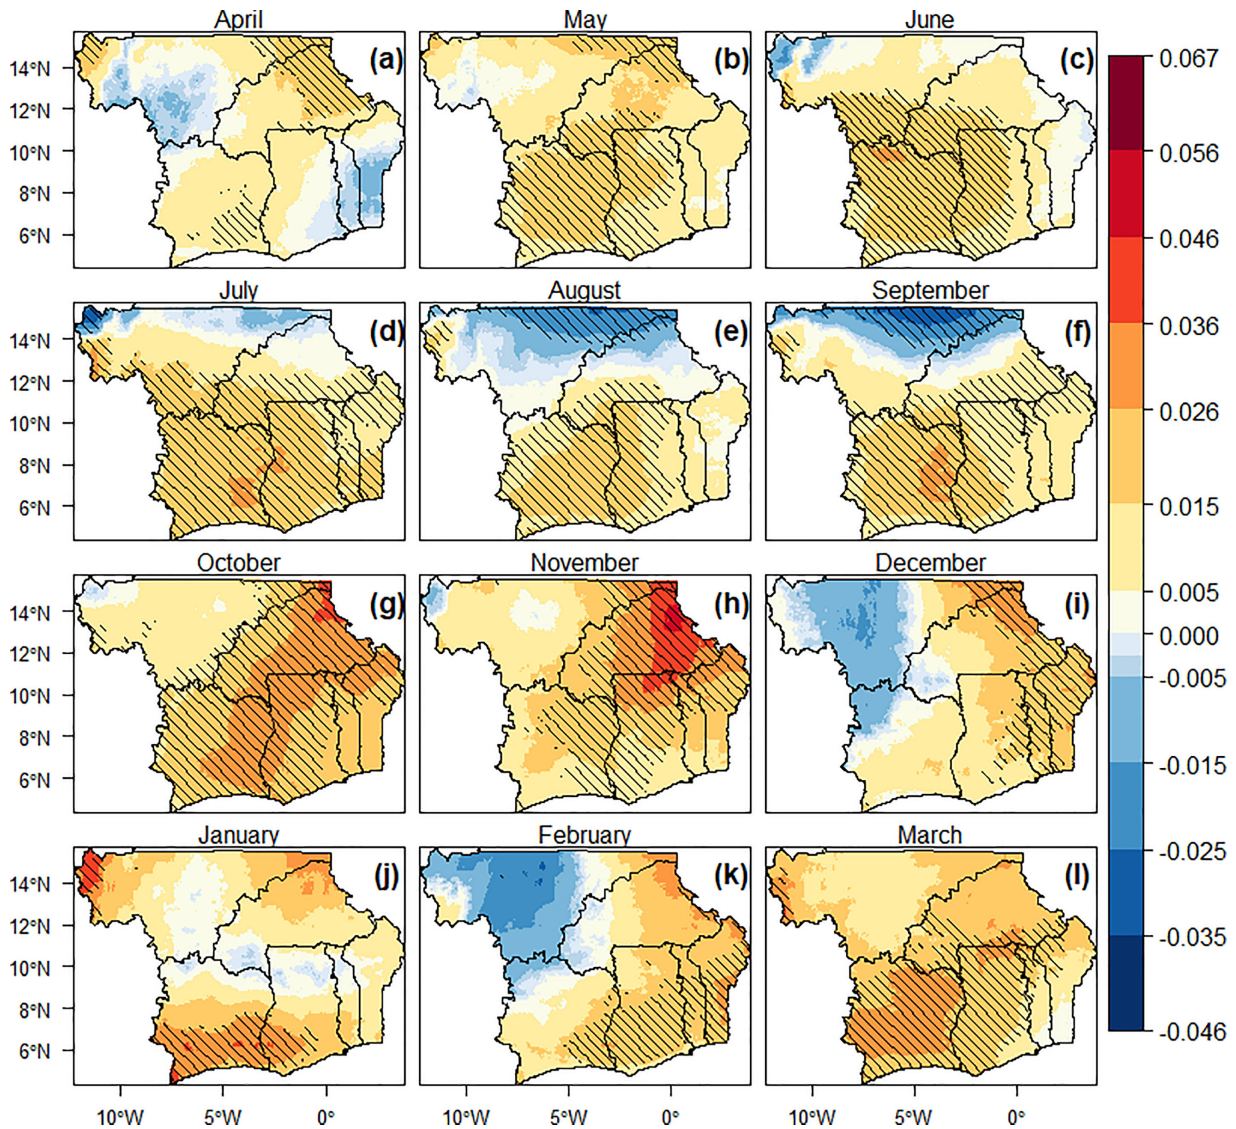 April May June
14°N 12°N 10°N 8°N 6°N
(a) (b) (c)
July August September
14°N 12°N 10°N 8°N 6°N
(d) (e) (f)
October November December
14°N 12°N 10°N 8°N 6°N
(g) (h) (i)
January February March
14°N 12°N 10°N 8°N 6°N
(j) (k) (l)
10°W 5°W 0° 10°W 5°W 0° 10°W 5°W 0°
0.067
0.056
0.046
0.036
0.026
0.015
0.005
0.000
-0.005
-0.015
-0.025
-0.035
-0.046